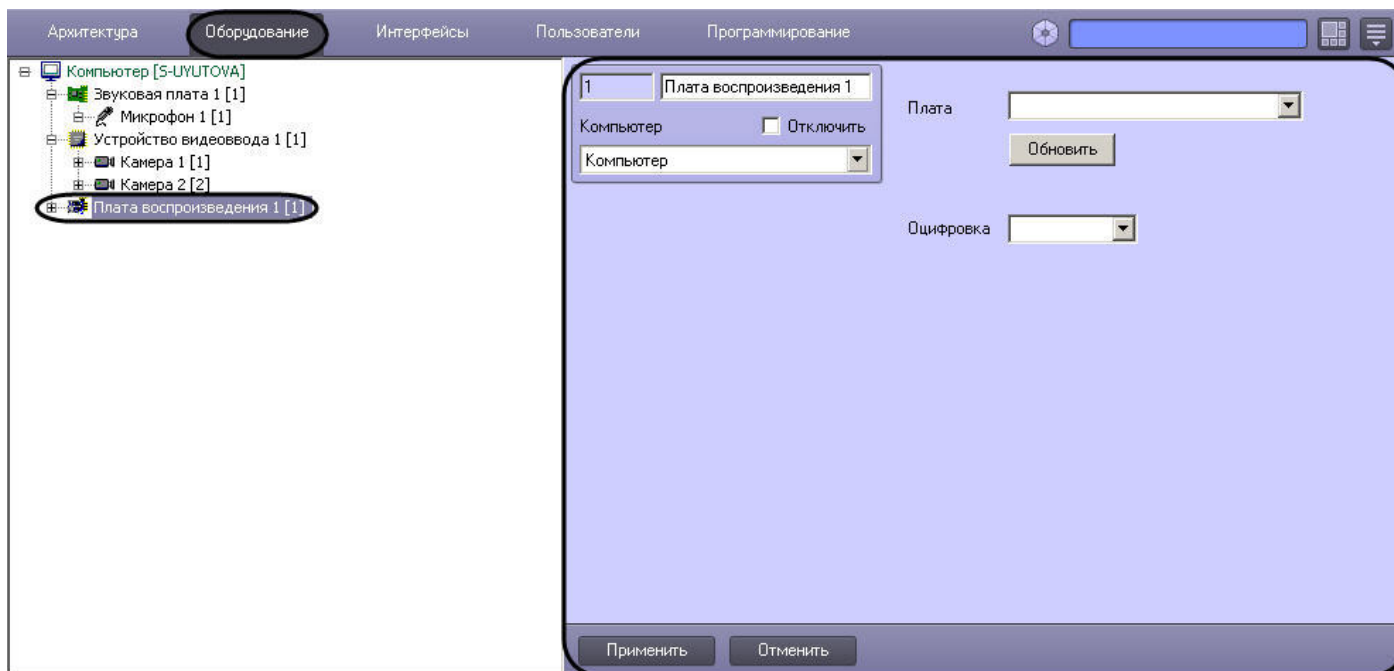 Архитектура Оборудование Интерфейсы Пользователи Программирование
Компьютер [S-UYUTOVA]
Звуковая плата 1 [1]
Микрофон 1 [1]
Устройство видеоввода 1 [1]
Камера 1 [1]
Камера 2 [2]
Плата воспроизведения 1 [1]
1 Плата воспроизведения 1
Компьютер Отключить
Компьютер
Плата
Обновить
Оцифровка
Применить Отменить